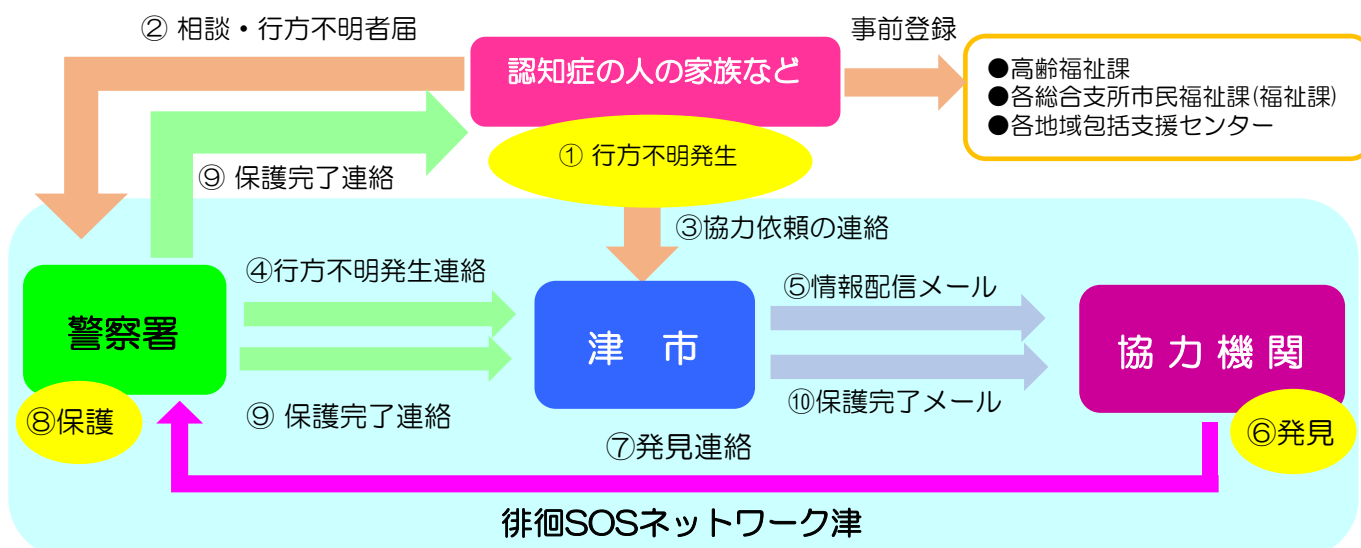 ② 相談・行方不明者届
事前登録
認知症の人の家族など
●高齢福祉課
●各総合支所市民福祉課(福祉課)
●各地域包括支援センター
① 行方不明発生
⑨ 保護完了連絡
③協力依頼の連絡
④行方不明発生連絡
⑤情報配信メール
警察署
津 市
協力機関
⑧保護
⑨ 保護完了連絡
⑩保護完了メール
⑥発見
⑦発見連絡
徘徊SOSネットワーク津